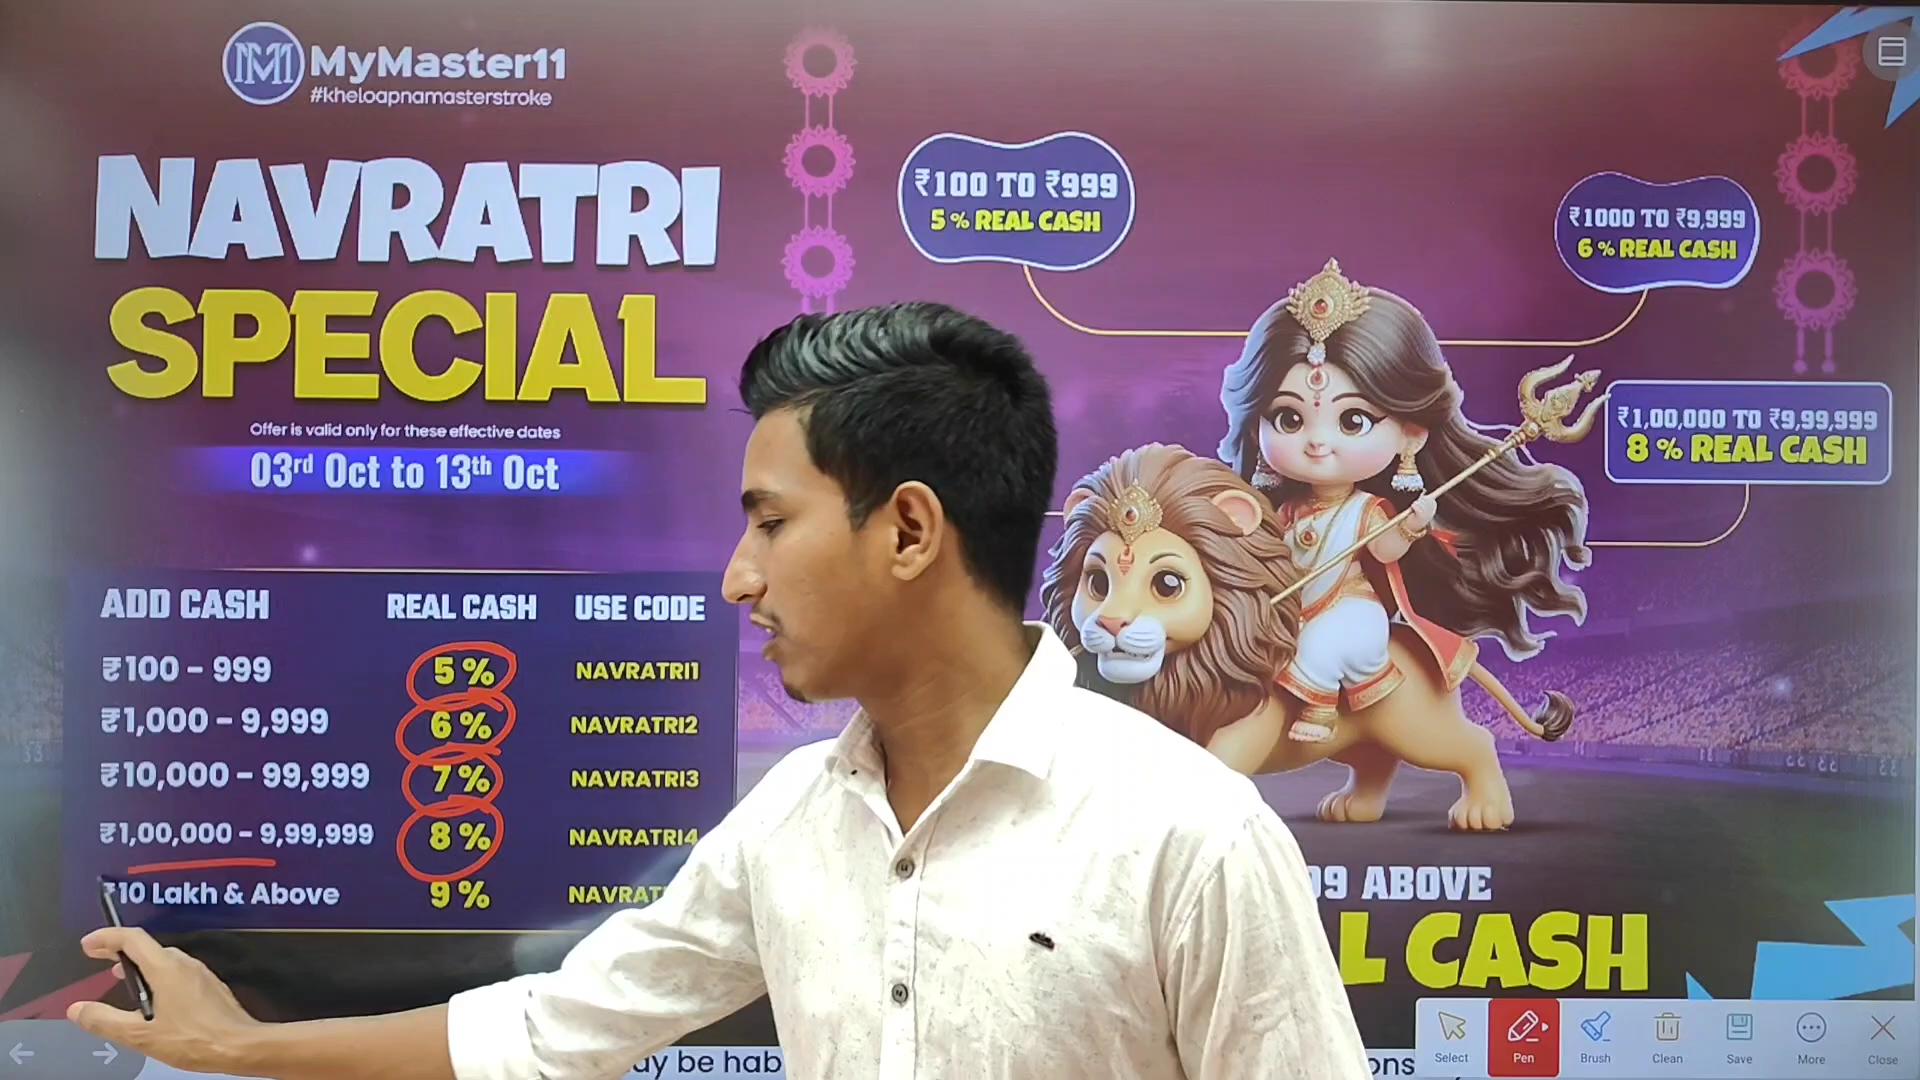 MyMaster11
#kheloapnamasterstroke
NAVRATRI
SPECIAL
Offer is valid only for these effective dates
03rd Oct to 13th Oct
ADD CASH REAL CASH USE CODE
₹100 - 999 5% NAVRATRI1
₹1,000 - 9,999 6% NAVRATRI2
₹10,000 - 99,999 7% NAVRATRI3
₹1,00,000 - 9,99,999 8% NAVRATRI4
₹10 Lakh & Above 9%
₹100 TO ₹999
5% REAL CASH
₹1000 TO ₹9,999
6% REAL CASH
₹1,00,000 TO ₹9,99,999
8% REAL CASH
ABOVE
CASH
may be
Select Pen Brush Clean Save More Close